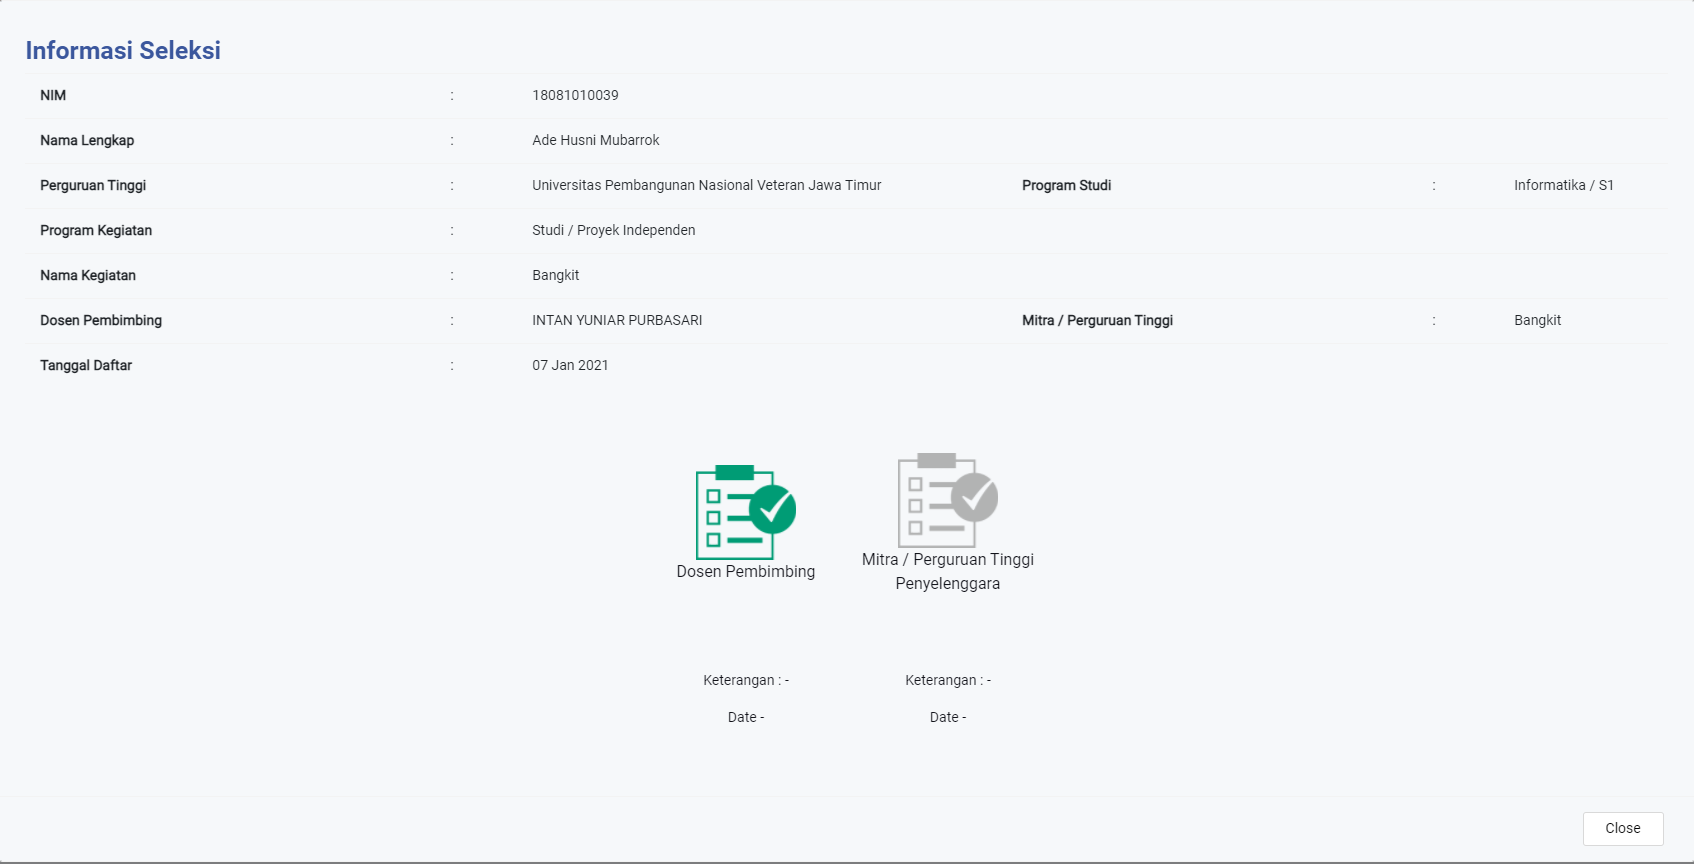 Informasi Seleksi
NIM : 18081010039
Nama Lengkap : Ade Husni Mubarrok
Perguruan Tinggi : Universitas Pembangunan Nasional Veteran Jawa Timur Program Studi : Informatika / S1
Program Kegiatan : Studi / Proyek Independen
Nama Kegiatan : Bangkit
Dosen Pembimbing : INTAN YUNIAR PURBASARI Mitra / Perguruan Tinggi : Bangkit
Tanggal Daftar : 07 Jan 2021
Dosen Pembimbing
Mitra / Perguruan Tinggi
Penyelenggara
Keterangan : - Keterangan : -
Date - Date -
Close